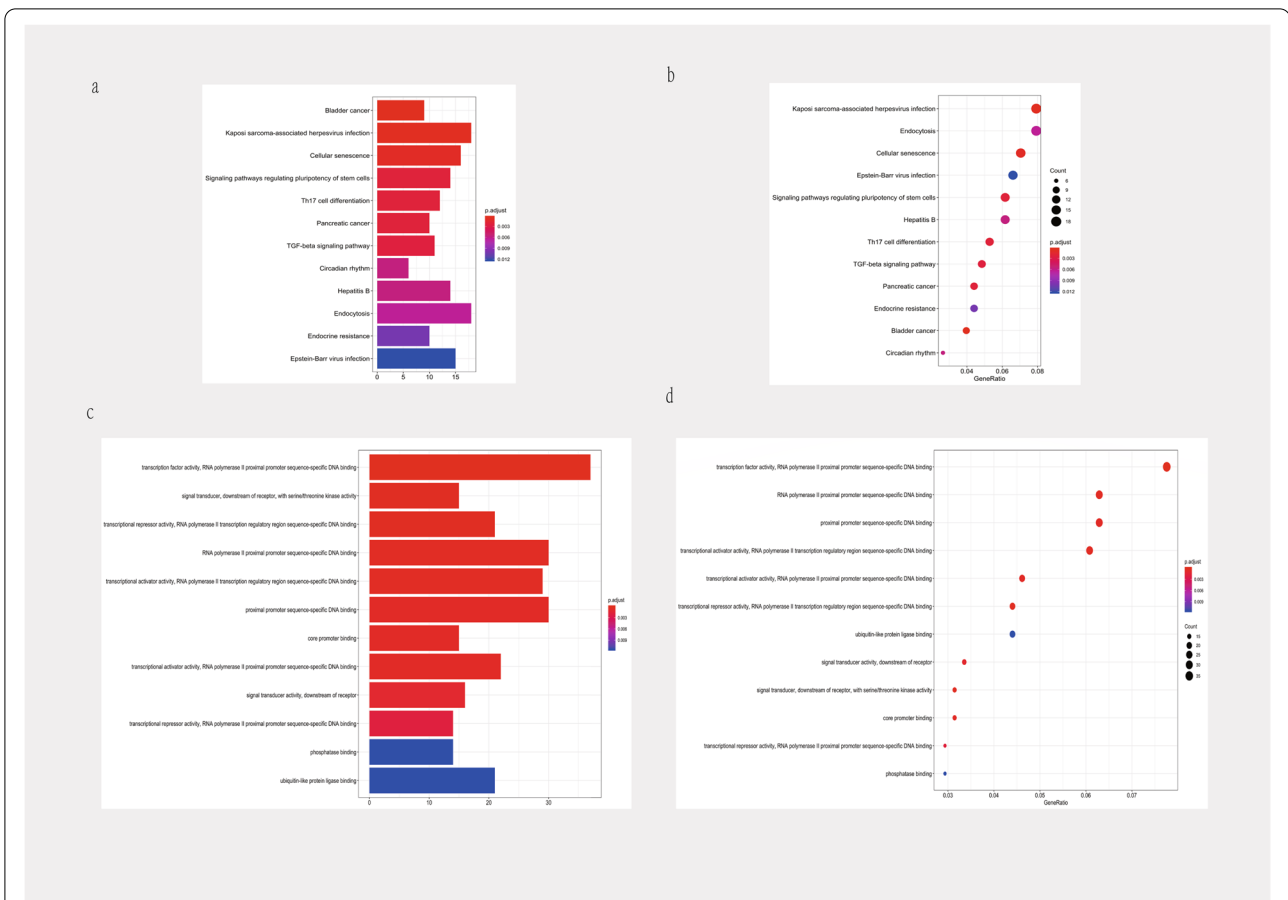 a
Bladder cancer
Kaposi sarcoma-associated herpesvirus infection
Cellular senescence
Signaling pathways regulating pluripotency of stem cells
Th17 cell differentiation
Pancreatic cancer
TGF-beta signaling pathway
Circadian rhythm
Hepatitis B
Endocytosis
Endocrine resistance
Epstein-Barr virus infection
0 5 10 15
p.adjust
0.003
0.006
0.009
0.012
b
Kaposi sarcoma-associated herpesvirus infection
Endocytosis
Cellular senescence
Epstein-Barr virus infection
Signaling pathways regulating pluripotency of stem cells
Hepatitis B
Th17 cell differentiation
TGF-beta signaling pathway
Pancreatic cancer
Endocrine resistance
Bladder cancer
Circadian rhythm
0.04 0.06 0.08
GeneRatio
Count
6
9
12
15
18
p.adjust
0.003
0.006
0.009
0.012
c
transcription factor activity, RNA polymerase II proximal promoter sequence-specific DNA binding
signal transducer, downstream of receptor, with serine/threonine kinase activity
transcriptional repressor activity, RNA polymerase II transcription regulatory region sequence-specific DNA binding
RNA polymerase II proximal promoter sequence-specific DNA binding
transcriptional activator activity, RNA polymerase II transcription regulatory region sequence-specific DNA binding
proximal promoter sequence-specific DNA binding
core promoter binding
transcriptional activator activity, RNA polymerase II proximal promoter sequence-specific DNA binding
signal transducer activity, downstream of receptor
transcriptional repressor activity, RNA polymerase II proximal promoter sequence-specific DNA binding
phosphatase binding
ubiquitin-like protein ligase binding
0 10 20 30
p.adjust
0.003
0.006
0.009
d
transcription factor activity, RNA polymerase II proximal promoter sequence-specific DNA binding
RNA polymerase II proximal promoter sequence-specific DNA binding
proximal promoter sequence-specific DNA binding
transcriptional activator activity, RNA polymerase II transcription regulatory region sequence-specific DNA binding
transcriptional activator activity, RNA polymerase II proximal promoter sequence-specific DNA binding
transcriptional repressor activity, RNA polymerase II transcription regulatory region sequence-specific DNA binding
ubiquitin-like protein ligase binding
signal transducer activity, downstream of receptor
signal transducer, downstream of receptor, with serine/threonine kinase activity
core promoter binding
transcriptional repressor activity, RNA polymerase II proximal promoter sequence-specific DNA binding
phosphatase binding
0.03 0.04 0.05 0.06 0.07
GeneRatio
p.adjust
0.003
0.006
0.009
Count
15
20
25
30
35